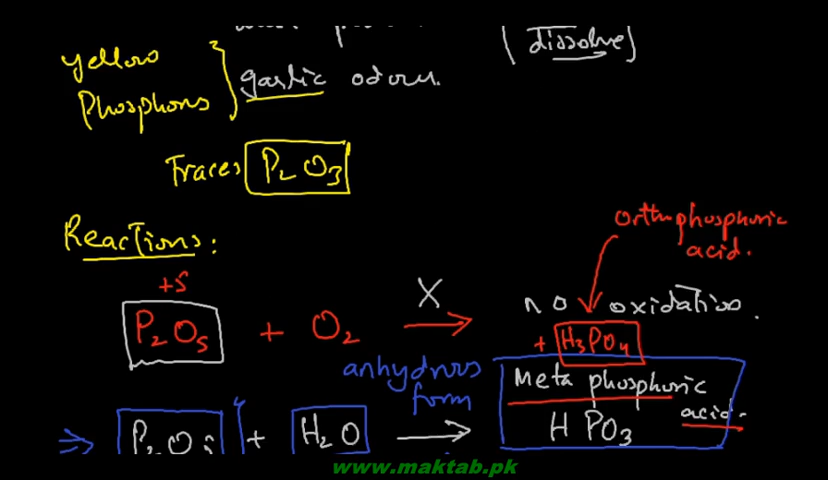 yellow
Phosphorus
garlic odour.
(dissolve)
Traces P2O3
Reactions:
Orthophosphoric
acid.
+5
P2O5 + O2 X no oxidation.
+ H3PO4
anhydrous
form
Meta phosphoric
acid.
HPO3
⇒ P2O5 + H2O
www.maktab.pk